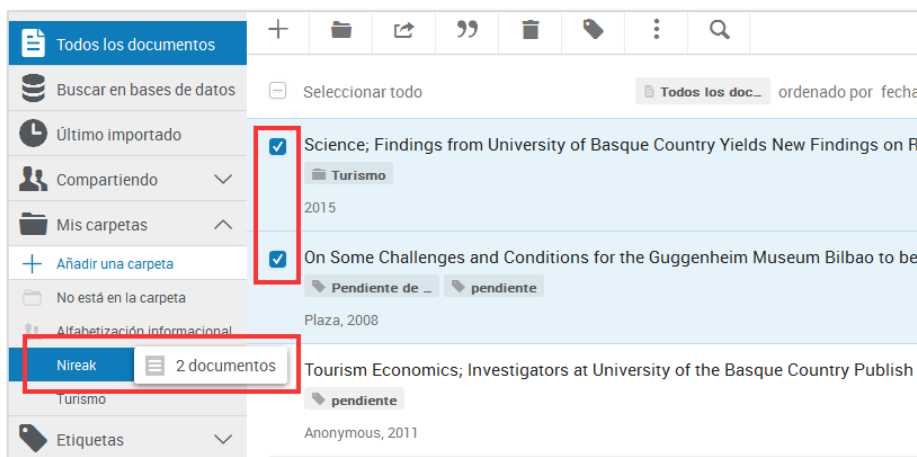 Todos los documentos
Buscar en bases de datos
Último importado
Compartiendo
Mis carpetas
Añadir una carpeta
No está en la carpeta
Alfabetización informacional
Nireak
2 documentos
Turismo
Etiquetas
Seleccionar todo
Todos los doc...
ordenado por fecha
Science; Findings from University of Basque Country Yields New Findings on R
Turismo
2015
On Some Challenges and Conditions for the Guggenheim Museum Bilbao to be
Pendiente de ...
pendiente
Plaza, 2008
Tourism Economics; Investigators at University of the Basque Country Publish
pendiente
Anonymous, 2011